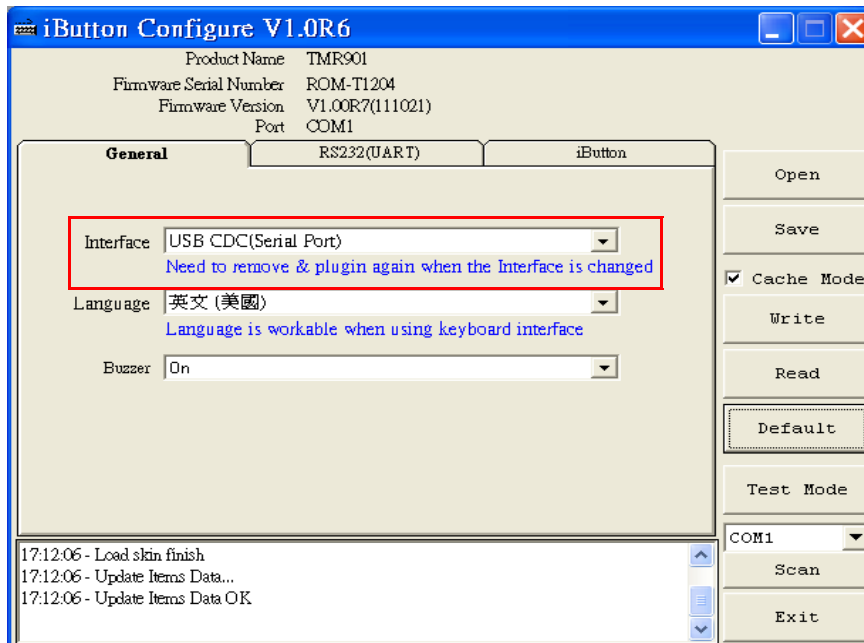 iButton Configure V1.0R6
Product Name TMR901
Firmware Serial Number ROM-T1204
Firmware Version V1.00R7(111021)
Port COM1
General RS232(UART) iButton
Interface USB CDC(Serial Port)
Need to remove & plugin again when the Interface is changed
Language 英文 (美國)
Language is workable when using keyboard interface
Buzzer On
Open
Save
Cache Mode
Write
Read
Default
Test Mode
COM1
Scan
Exit
17:12:06 - Load skin finish
17:12:06 - Update Items Data...
17:12:06 - Update Items Data OK